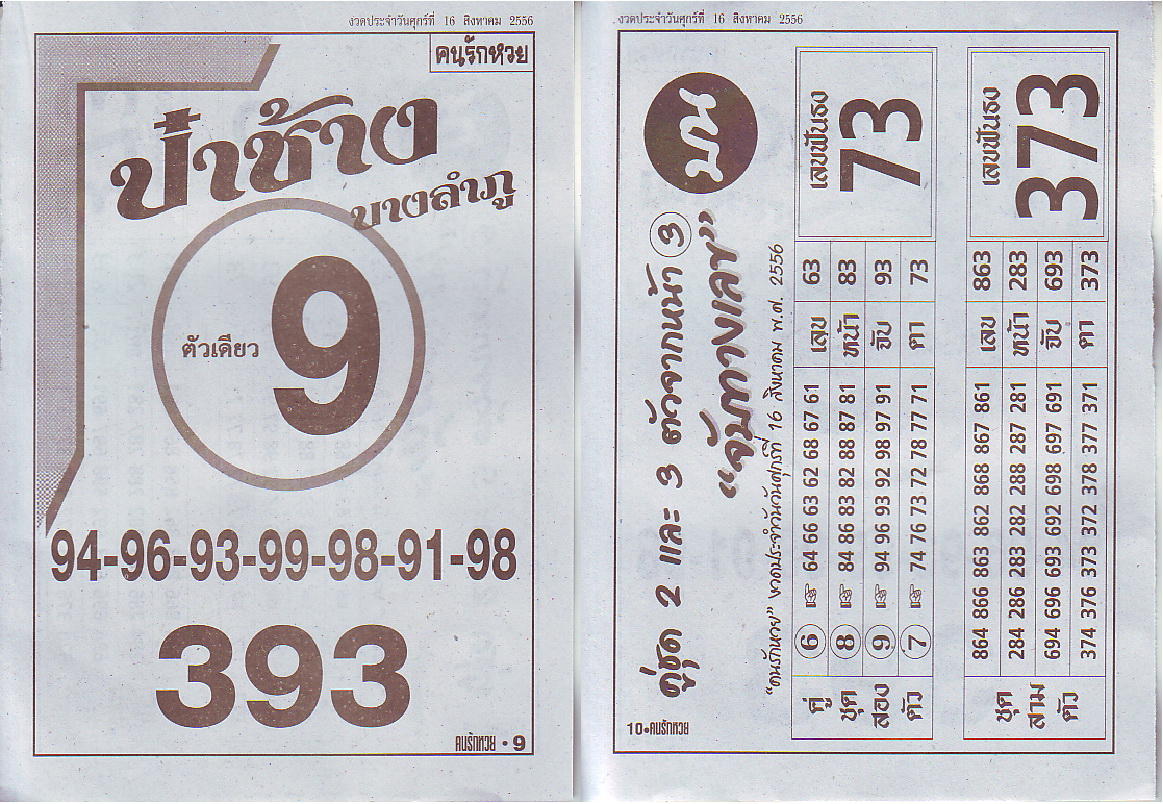 งวดประจำวันศุกร์ที่ 16 สิงหาคม 2556
คนรักหวย
ป๋าช้าง
บางลำภู
ตัวเดียว
9
94-96-93-99-98-91-98
393
คนรักหวย • 9
งวดประจำวันศุกร์ที่ 16 สิงหาคม 2556
คู่ชุด 2 และ 3 ตัวจากหน้า 3
"จับทางเลข"
"คนรักหวย" งวดประจำวันศุกร์ที่ 16 สิงหาคม พ.ศ. 2556
คู่ 6 ☞ 64 66 63 62 68 67 61 เลข 63
ชุด 8 ☞ 84 86 83 82 88 87 81 หน้า 83
สอง 9 ☞ 94 96 93 92 98 97 91 จับ 93
ตัว 7 ☞ 74 76 73 72 78 77 71 ตา 73
เลขฟันธง
73
ชุด 864 866 863 862 868 867 861 เลข 863
สาม 284 286 283 282 288 287 281 หน้า 283
ตัว 694 696 693 692 698 697 691 จับ 693
374 376 373 372 378 377 371 ตา 373
เลขฟันธง
373
10•คนรักหวย